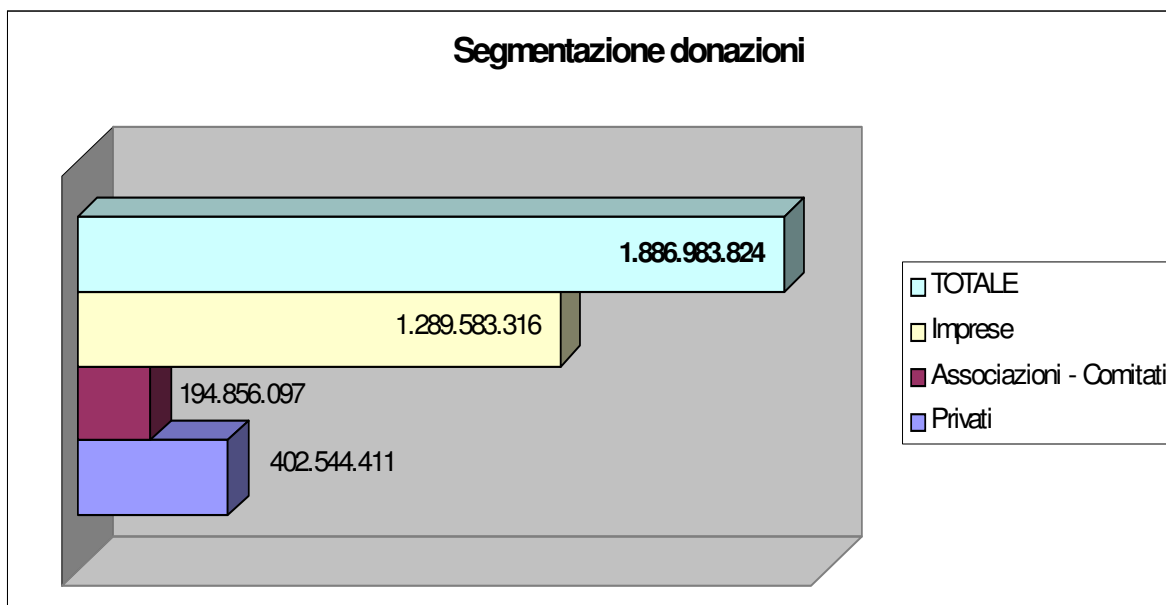 Segmentazione donazioni
1.886.983.824
1.289.583.316
194.856.097
402.544.411
TOTALE
Imprese
Associazioni - Comitati
Privati